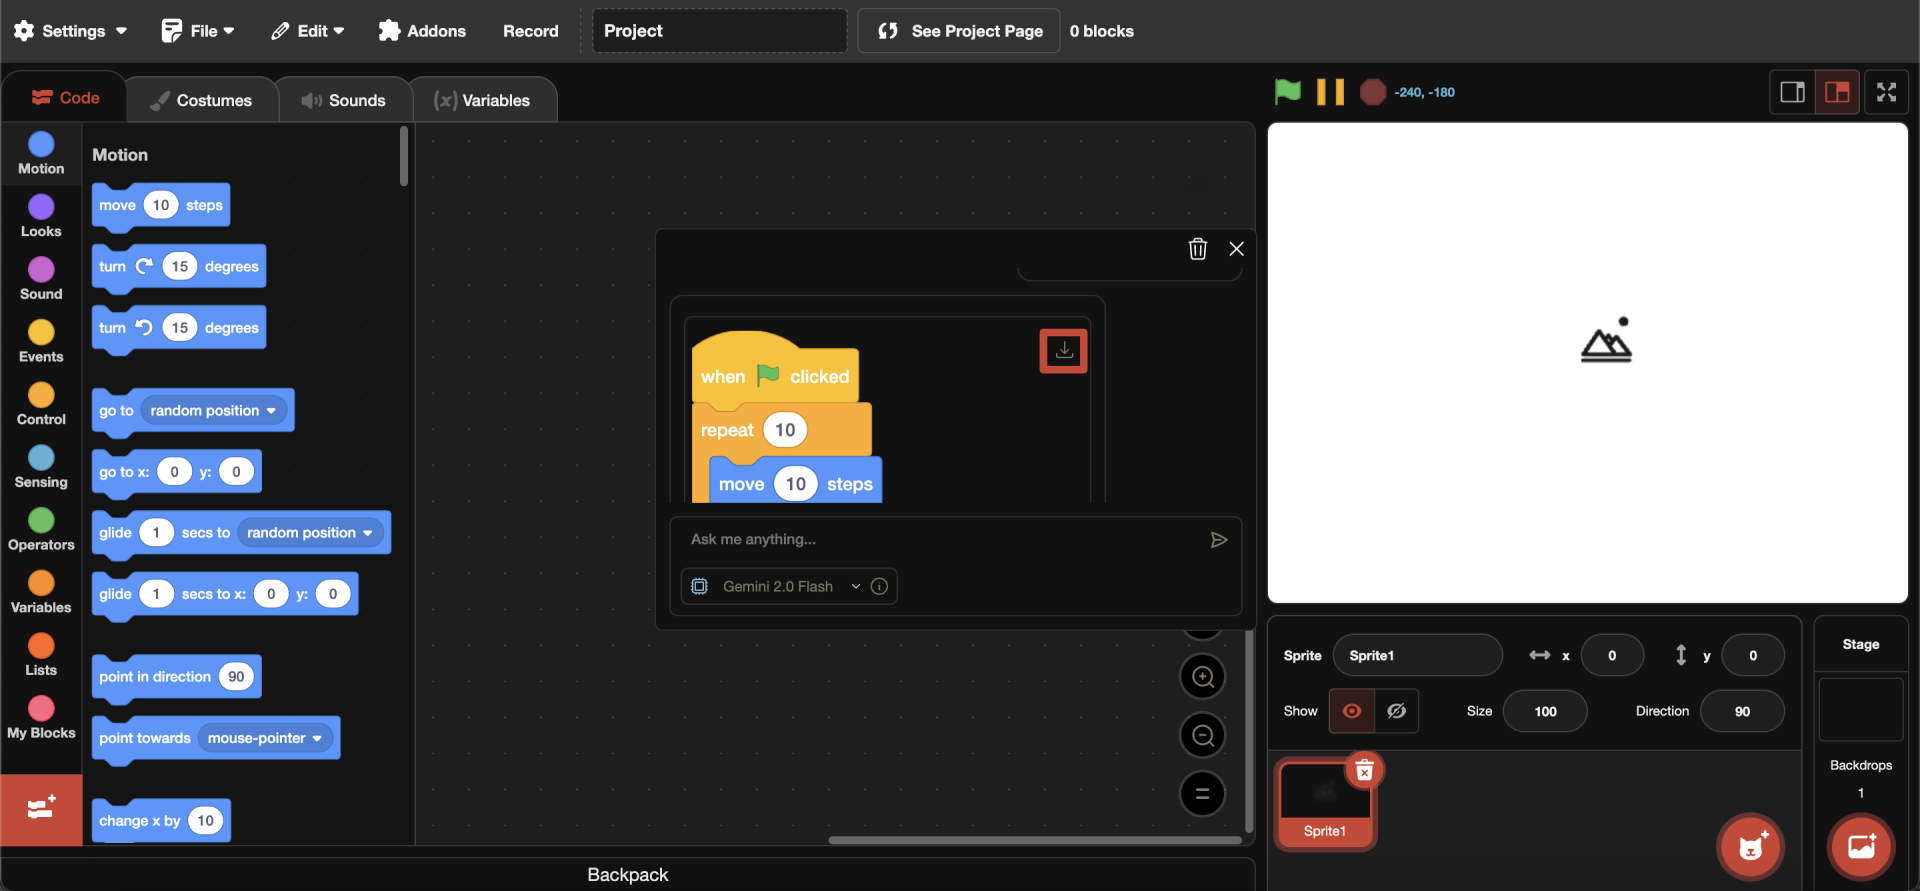 Settings File Edit Addons Record Project See Project Page 0 blocks
Code Costumes Sounds (x) Variables
-240, -180
Motion
Looks
Sound
Events
Control
Sensing
Operators
Variables
Lists
My Blocks
Motion
move 10 steps
turn 15 degrees
turn 15 degrees
go to random position
go to x: 0 y: 0
glide 1 secs to random position
glide 1 secs to x: 0 y: 0
point in direction 90
point towards mouse-pointer
change x by 10
when clicked
repeat 10
move 10 steps
Ask me anything...
Gemini 2.0 Flash
Sprite Sprite1 x 0 y 0
Show Size 100 Direction 90
Sprite1
Stage
Backdrops
1
Backpack